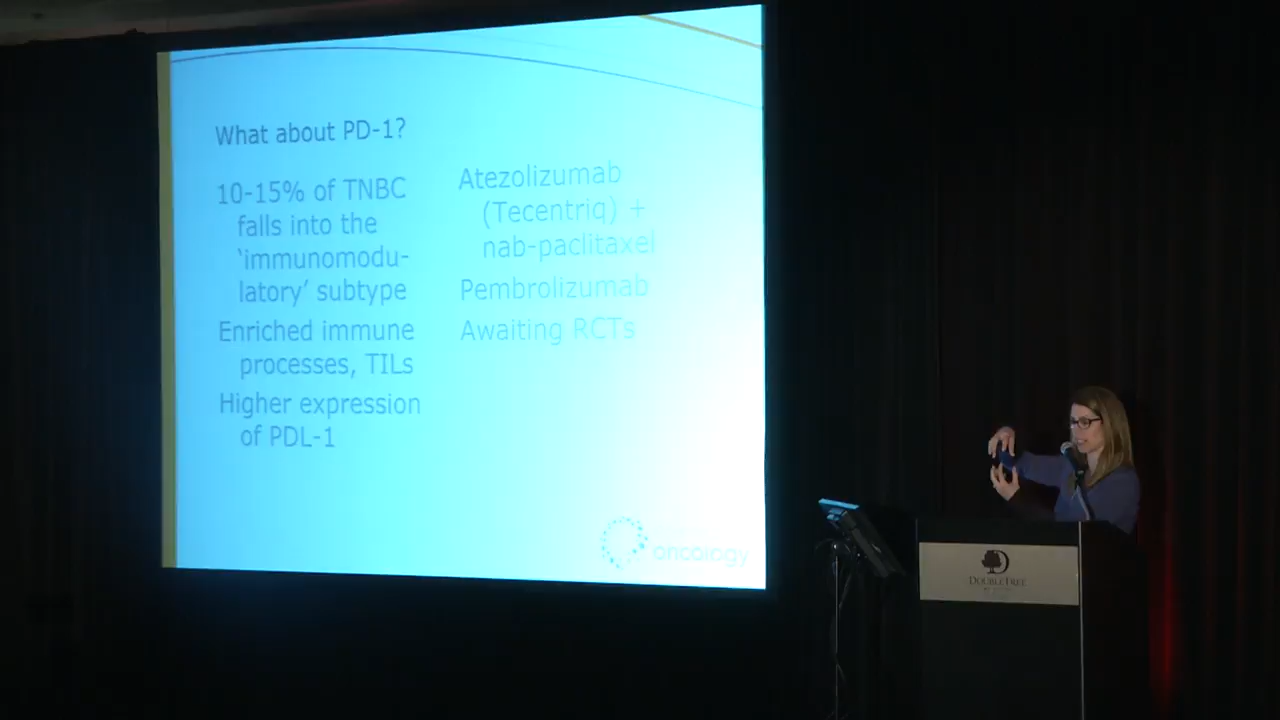 What about PD-1?
10-15% of TNBC
falls into the
‘immunomodu-
latory’ subtype
Enriched immune
processes, TILs
Higher expression
of PDL-1
Atezolizumab
(Tecentriq) +
nab-paclitaxel
Pembrolizumab
Awaiting RCTs
oncology
DOUBLETREE